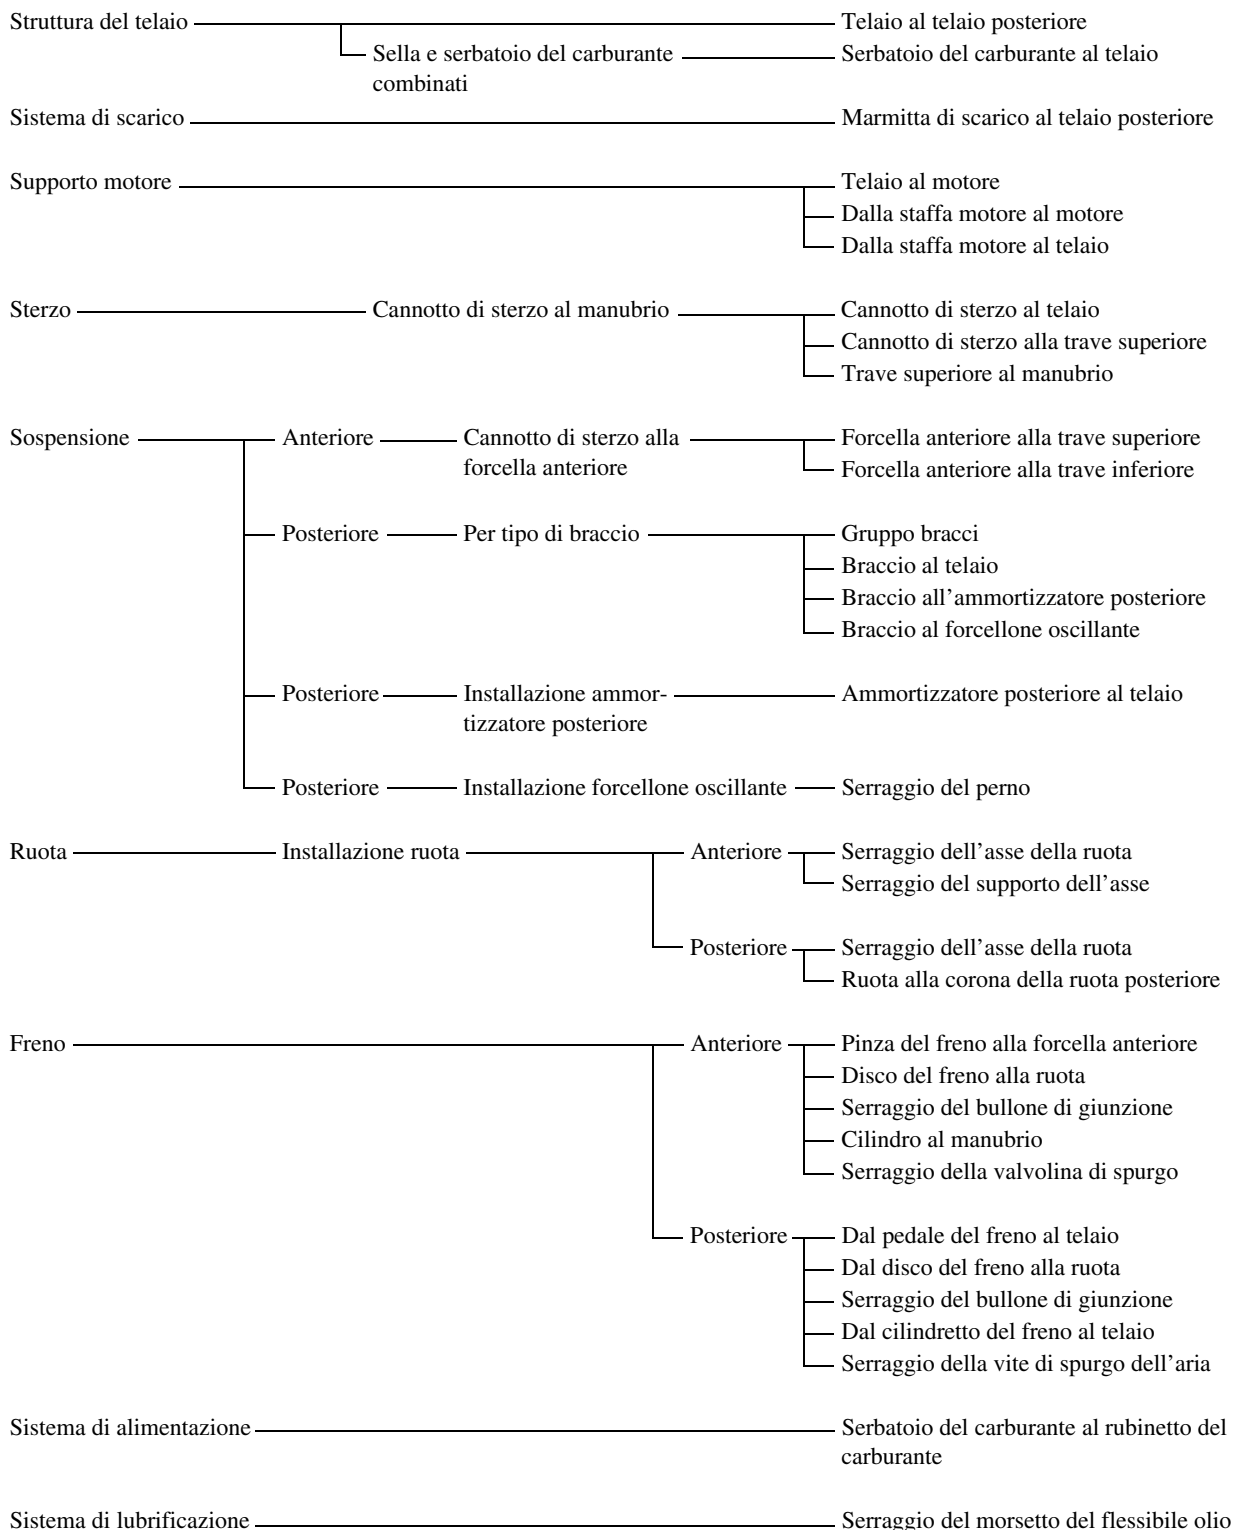 Struttura del telaio
Telaio al telaio posteriore
Sella e serbatoio del carburante
combinati
Serbatoio del carburante al telaio
Sistema di scarico
Marmitta di scarico al telaio posteriore
Supporto motore
Telaio al motore
Dalla staffa motore al motore
Dalla staffa motore al telaio
Sterzo
Cannotto di sterzo al manubrio
Cannotto di sterzo al telaio
Cannotto di sterzo alla trave superiore
Trave superiore al manubrio
Sospensione
Anteriore
Cannotto di sterzo alla
forcella anteriore
Forcella anteriore alla trave superiore
Forcella anteriore alla trave inferiore
Posteriore
Per tipo di braccio
Gruppo bracci
Braccio al telaio
Braccio all'ammortizzatore posteriore
Braccio al forcellone oscillante
Posteriore
Installazione ammor-
tizzatore posteriore
Ammortizzatore posteriore al telaio
Posteriore
Installazione forcellone oscillante
Serraggio del perno
Ruota
Installazione ruota
Anteriore
Serraggio dell'asse della ruota
Serraggio del supporto dell'asse
Posteriore
Serraggio dell'asse della ruota
Ruota alla corona della ruota posteriore
Freno
Anteriore
Pinza del freno alla forcella anteriore
Disco del freno alla ruota
Serraggio del bullone di giunzione
Cilindro al manubrio
Serraggio della valvolina di spurgo
Posteriore
Dal pedale del freno al telaio
Dal disco del freno alla ruota
Serraggio del bullone di giunzione
Dal cilindretto del freno al telaio
Serraggio della vite di spurgo dell'aria
Sistema di alimentazione
Serbatoio del carburante al rubinetto del
carburante
Sistema di lubrificazione
Serraggio del morsetto del flessibile olio